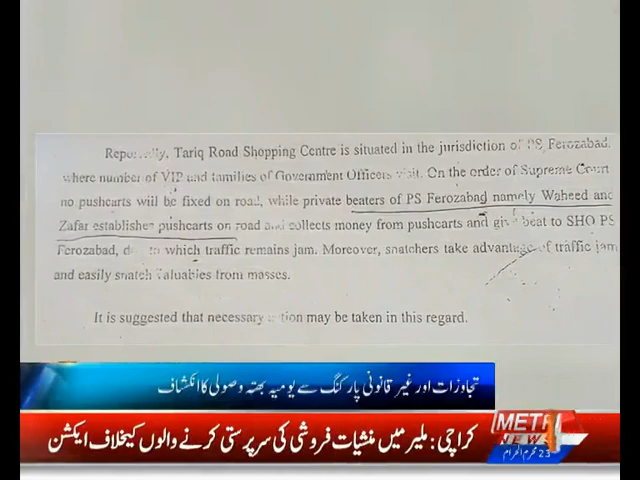 Reportedly, Tariq Road Shopping Centre is situated in the jurisdiction of PS Ferozabad.
where number of VIP and families of Government Officers visit. On the order of Supreme Court
no pushcarts will be fixed on road, while private beaters of PS Ferozabad namely Waheed and
Zafar establishes pushcarts on road and collects money from pushcarts and give beat to SHO PS
Ferozabad, due to which traffic remains jam. Moreover, snatchers take advantage of traffic jam
and easily snatch valuables from masses.
It is suggested that necessary action may be taken in this regard.
تجاوزات اور غیر قانونی پارکنگ سے یومیہ بھتہ وصولی کا انکشاف
کراچی: ملیر میں منشیات فروشی کی سرپرستی کرنے والوں کیخلاف ایکشن
METR1
NEWS
23 محرم الحرام